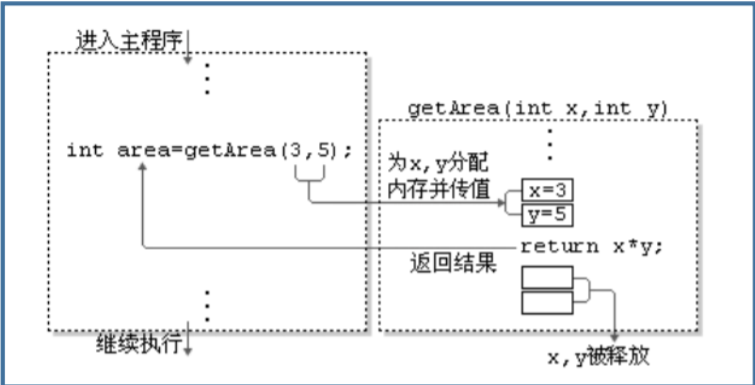 进入主程序
getArea(int x,int y)
int area=getArea(3,5);
为x,y分配
内存并传值
x=3
y=5
return x*y;
返回结果
继续执行
x,y被释放